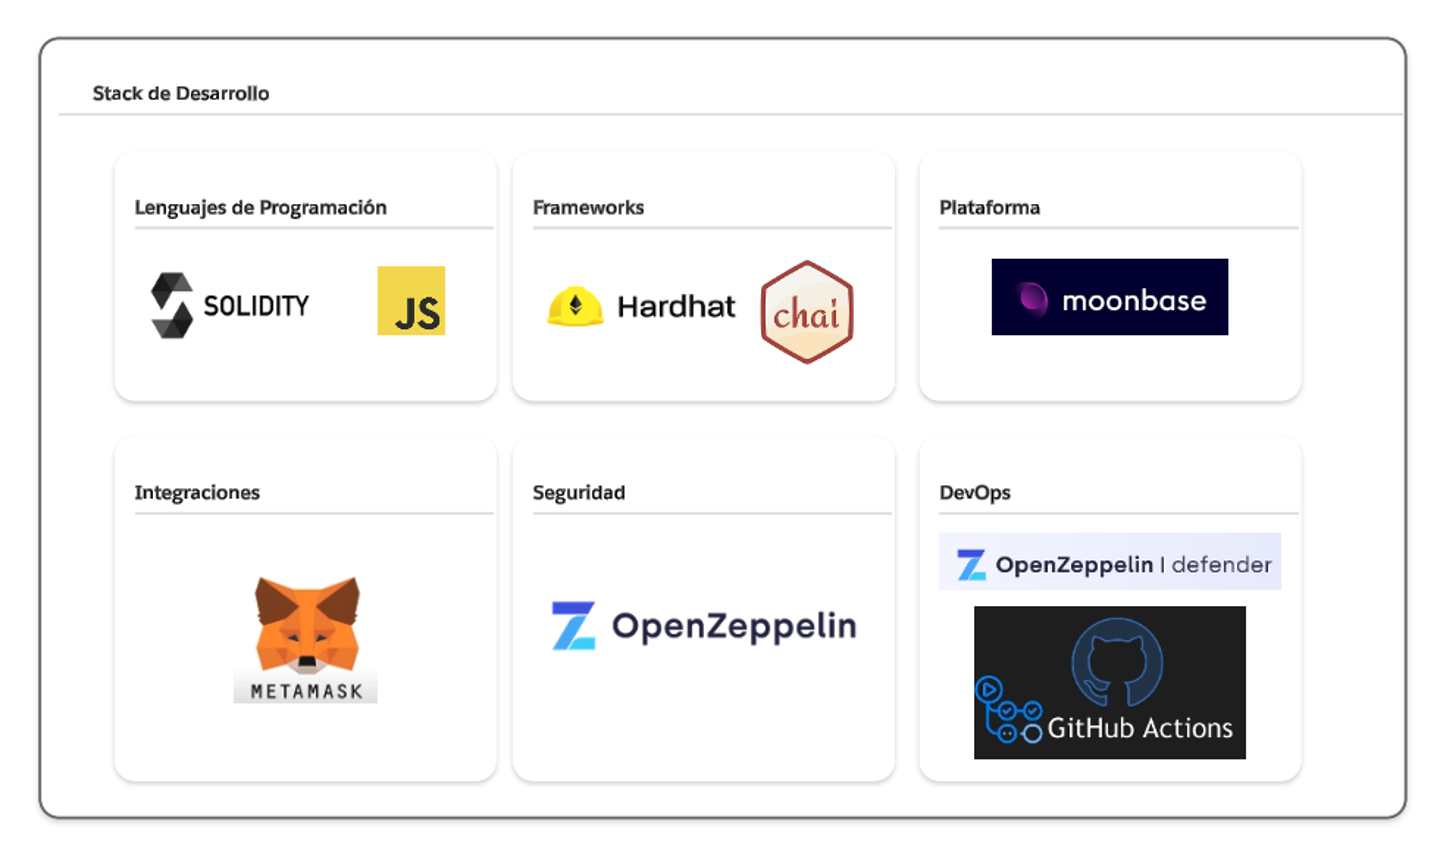 Stack de Desarrollo
Lenguajes de Programación
SOLIDITY
JS
Frameworks
Hardhat
chai
Plataforma
moonbase
Integraciones
METAMASK
Seguridad
OpenZeppelin
DevOps
OpenZeppelin | defender
GitHub Actions